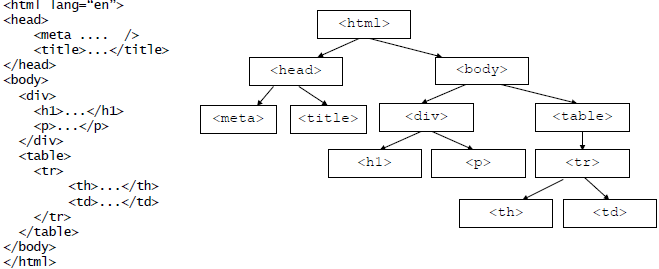 <html lang=“en”>
<head>
<meta .... />
<title>...</title>
</head>
<body>
<div>
<h1>...</h1>
<p>...</p>
</div>
<table>
<tr>
<th>...</th>
<td>...</td>
</tr>
</table>
</body>
</html>
<html>
<head>
<body>
<meta>
<title>
<div>
<table>
<h1>
<p>
<tr>
<th>
<td>